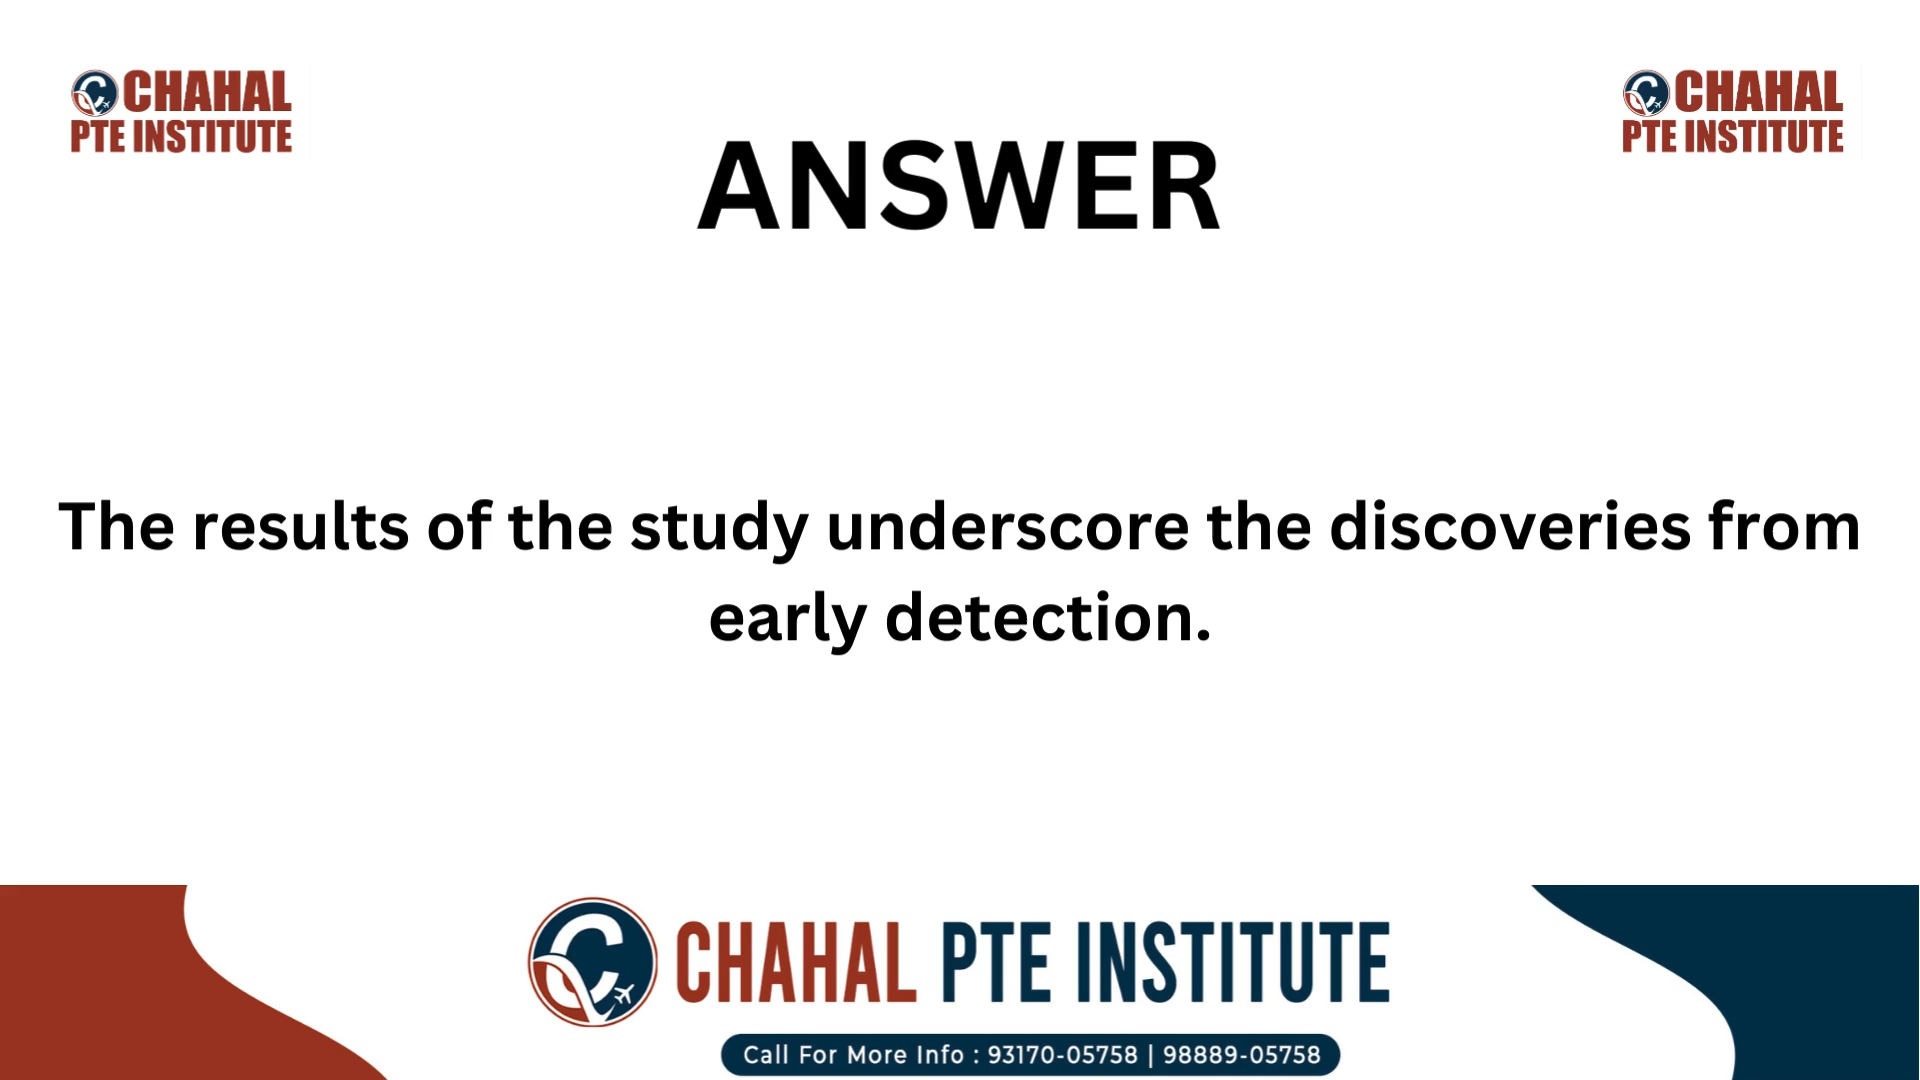 CHAHAL
PTE INSTITUTE
CHAHAL
PTE INSTITUTE
ANSWER
The results of the study underscore the discoveries from
early detection.
CHAHAL PTE INSTITUTE
Call For More Info : 93170-05758 | 98889-05758